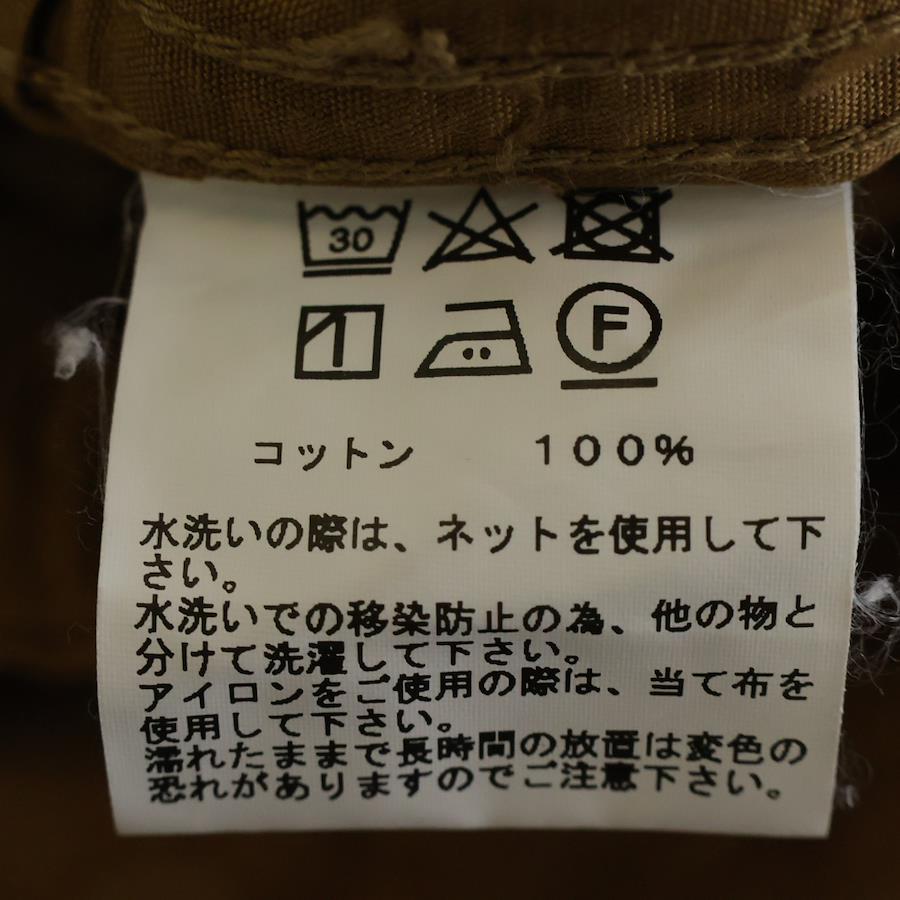 30
F
コットン 100%
水洗いの際は、ネットを使用して下
さい。
水洗いでの移染防止の為、他の物と
分けて洗濯して下さい。
アイロンをご使用の際は、当て布を
使用して下さい。
濡れたままで長時間の放置は変色の
恐れがありますのでご注意下さい。